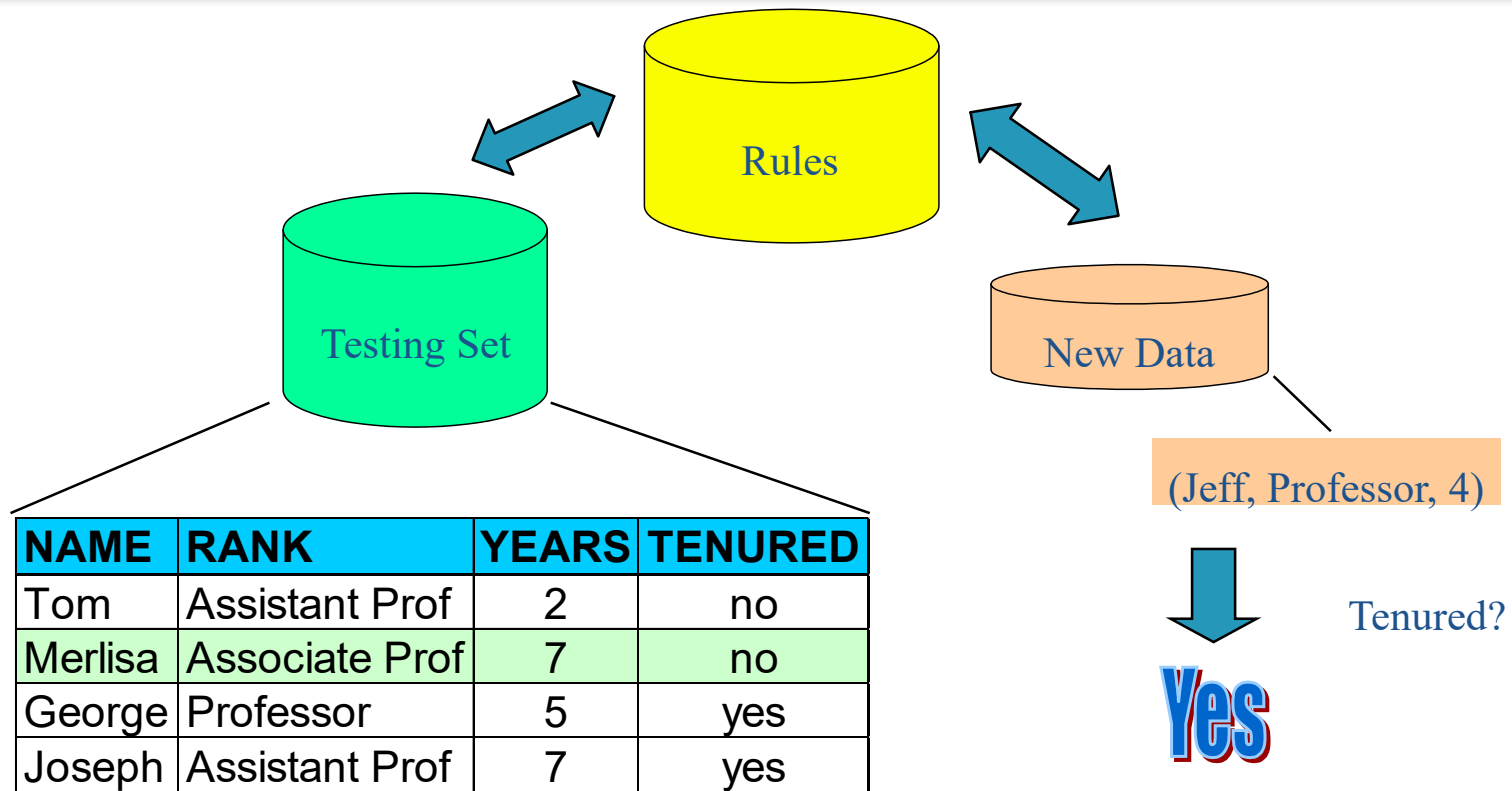 Rules
Testing Set
New Data
(Jeff, Professor, 4)
NAME RANK YEARS TENURED
Tom Assistant Prof 2 no
Merlisa Associate Prof 7 no
George Professor 5 yes
Joseph Assistant Prof 7 yes
Tenured?
Yes